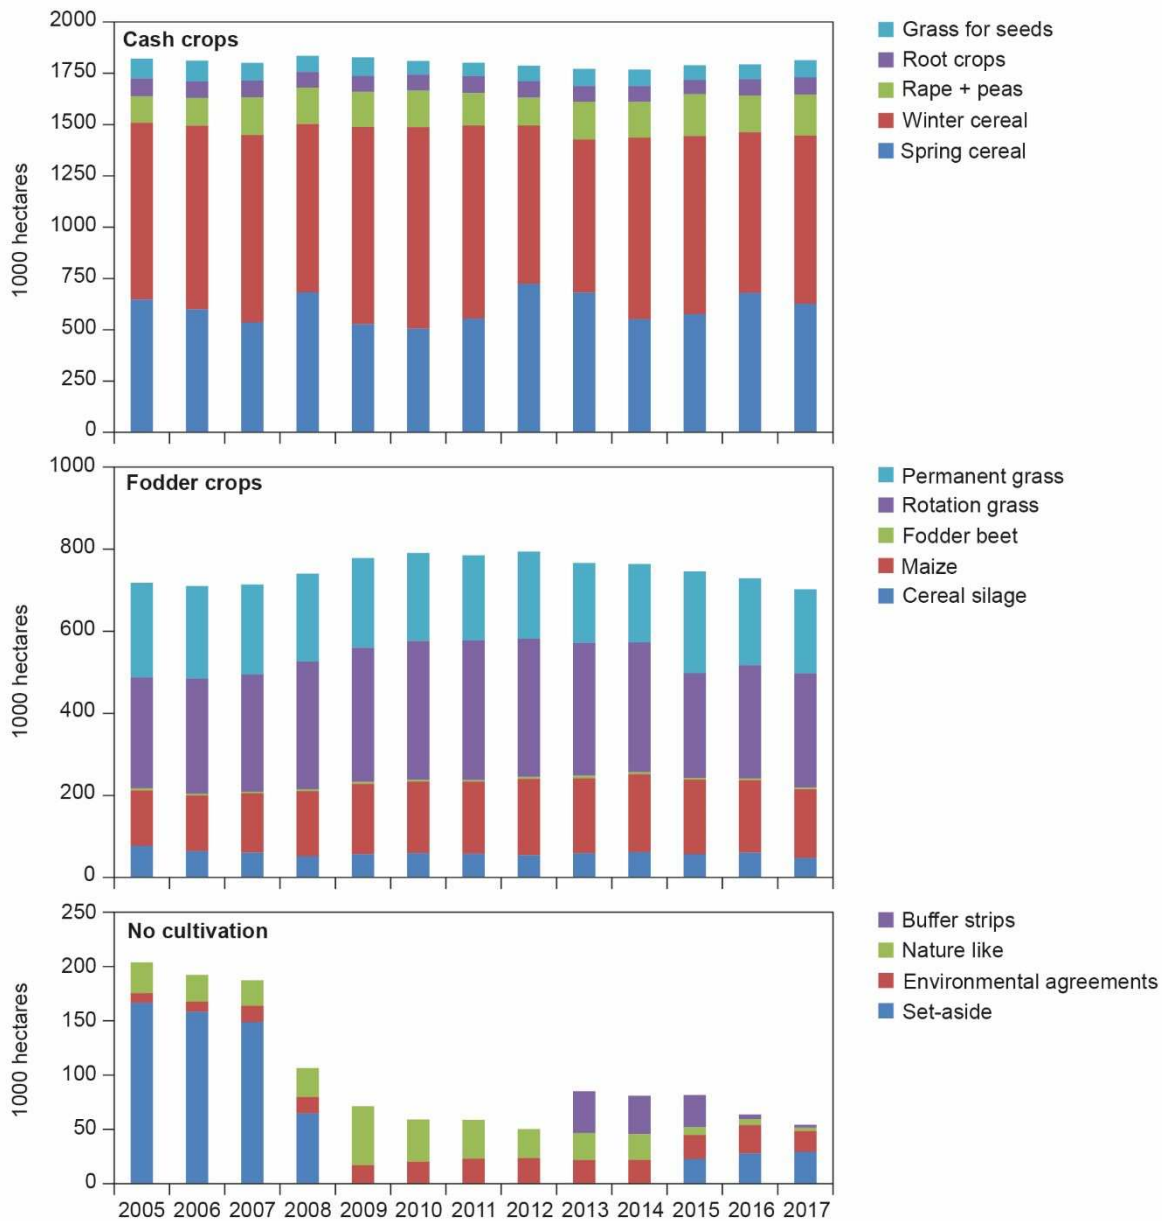 2000
Cash crops
1750
1500
1250
1000
750
500
250
0
1000 hectares
Grass for seeds
Root crops
Rape + peas
Winter cereal
Spring cereal
1000
Fodder crops
800
600
400
200
0
1000 hectares
Permanent grass
Rotation grass
Fodder beet
Maize
Cereal silage
250
No cultivation
200
150
100
50
0
1000 hectares
Buffer strips
Nature like
Environmental agreements
Set-aside
2005 2006 2007 2008 2009 2010 2011 2012 2013 2014 2015 2016 2017